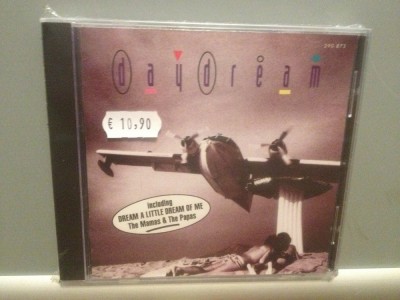 dayDream
€ 10,90
including
DREAM A LITTLE DREAM OF ME
The Mamas & The Papas